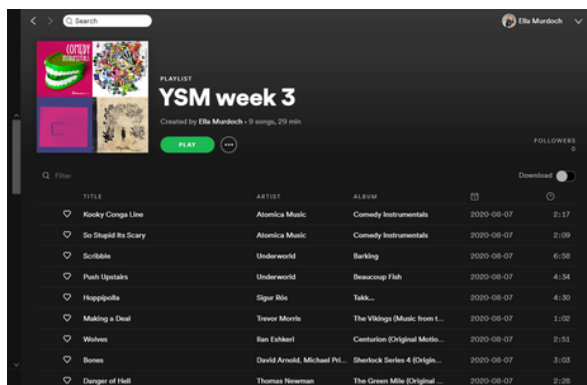 Search
Ella Murdoch
COMEDY
INSTRUMENTALS
PLAYLIST
YSM week 3
Created by Ella Murdoch • 9 songs, 29 min
PLAY
FOLLOWERS
0
Filter
Download
TITLE ARTIST ALBUM
Kooky Conga Line Atomica Music Comedy Instrumentals 2020-08-07 2:17
So Stupid Its Scary Atomica Music Comedy Instrumentals 2020-08-07 2:09
Scribble Underworld Barking 2020-08-07 6:58
Push Upstairs Underworld Beaucoup Fish 2020-08-07 4:34
Hoppipolla Sigur Rós Takk... 2020-08-07 4:30
Making a Deal Trevor Morris The Vikings (Music from t... 2020-08-07 1:02
Wolves Ilan Eshkeri Centurion (Original Motio... 2020-08-07 2:51
Bones David Arnold, Michael Pri... Sherlock Series 4 (Origin... 2020-08-07 3:03
Danger of Hell Thomas Newman The Green Mile (Original M... 2020-08-07 2:28